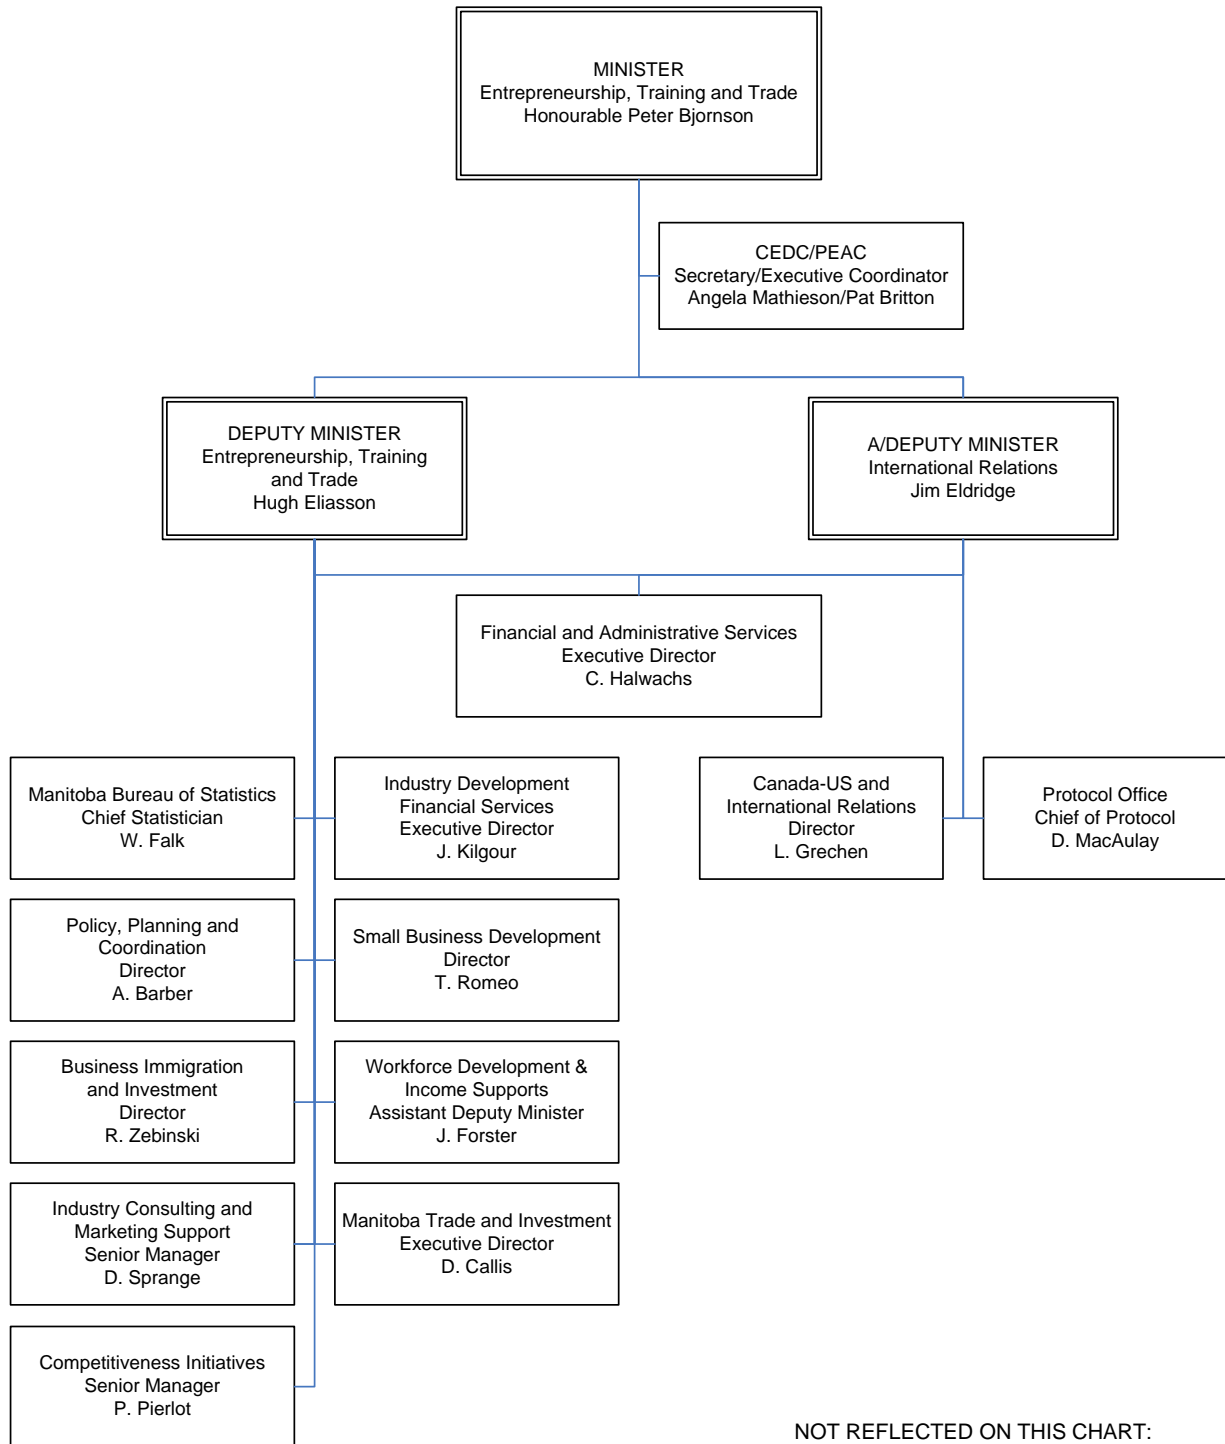 MINISTER
Entrepreneurship, Training and Trade
Honourable Peter Bjornson
CEDC/PEAC
Secretary/Executive Coordinator
Angela Mathieson/Pat Britton
DEPUTY MINISTER
Entrepreneurship, Training
and Trade
Hugh Eliasson
A/DEPUTY MINISTER
International Relations
Jim Eldridge
Financial and Administrative Services
Executive Director
C. Halwachs
Manitoba Bureau of Statistics
Chief Statistician
W. Falk
Industry Development
Financial Services
Executive Director
J. Kilgour
Canada-US and
International Relations
Director
L. Grechen
Protocol Office
Chief of Protocol
D. MacAulay
Policy, Planning and
Coordination
Director
A. Barber
Small Business Development
Director
T. Romeo
Business Immigration
and Investment
Director
R. Zebinski
Workforce Development &
Income Supports
Assistant Deputy Minister
J. Forster
Industry Consulting and
Marketing Support
Senior Manager
D. Sprange
Manitoba Trade and Investment
Executive Director
D. Callis
Competitiveness Initiatives
Senior Manager
P. Pierlot
NOT REFLECTED ON THIS CHART: